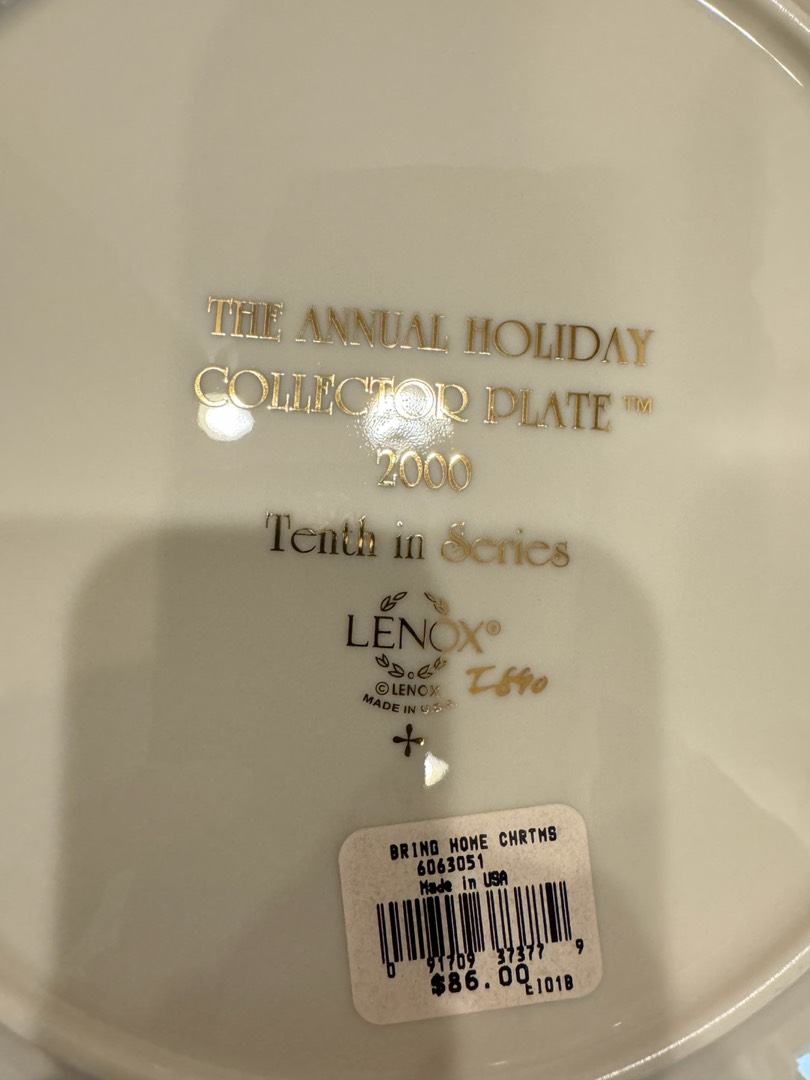 THE ANNUAL HOLIDAY
COLLECTOR PLATE™
2000
Tenth in Series
LENOX®
©LENOX
MADE IN U.S.A.
BRING HOME CHRTMS
6063051
Made in USA
0 91709 37377 9
$86.00
E101B